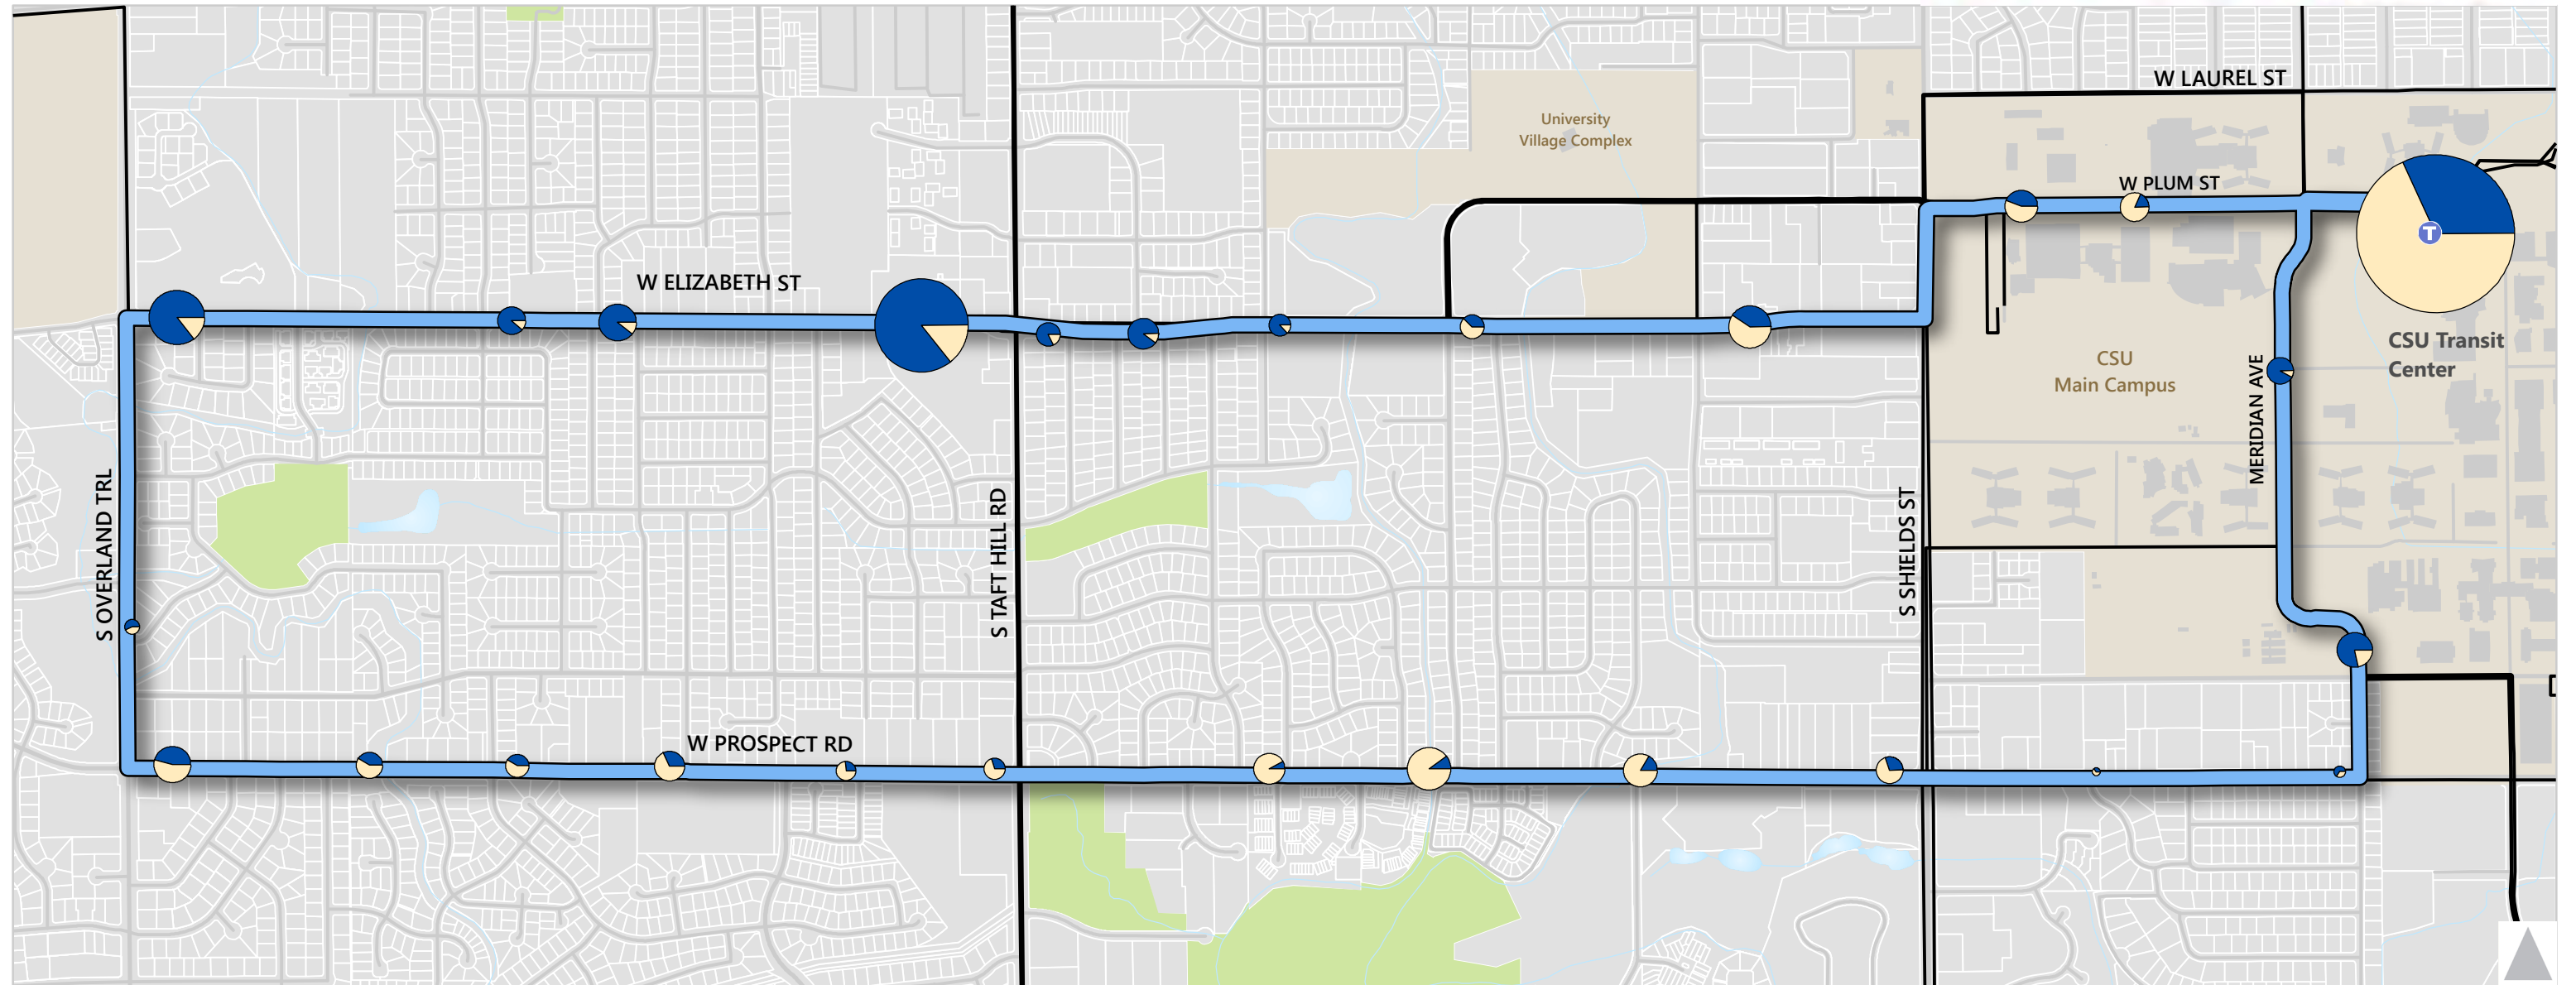 W LAUREL ST
University
Village Complex
W PLUM ST
T
W ELIZABETH ST
CSU Transit
Center
CSU
Main Campus
MERIDIAN AVE
S OVERLAND TRL
S TAFT HILL RD
S SHIELDS ST
W PROSPECT RD